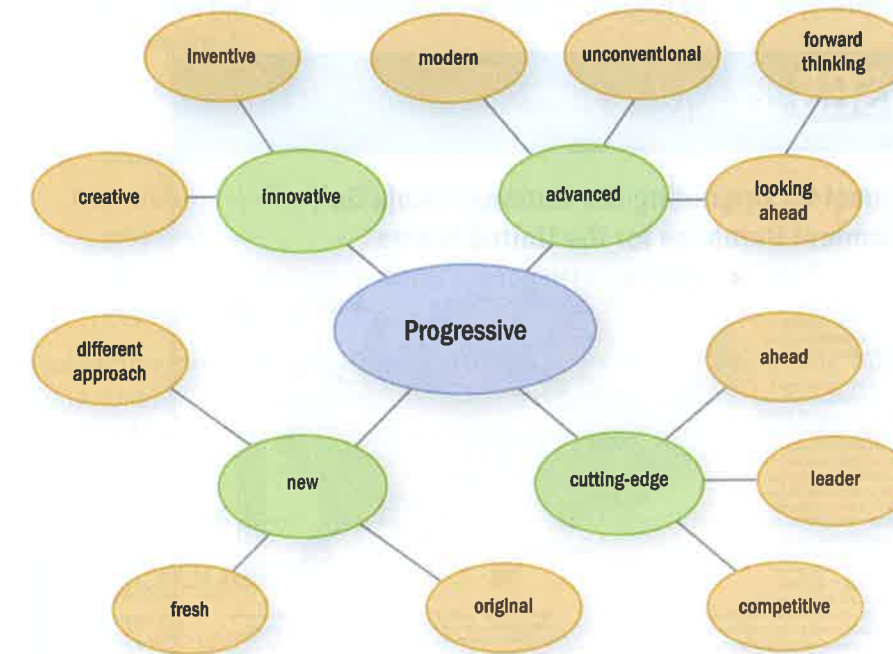 inventive
modern
unconventional
forward
thinking
creative
innovative
advanced
looking
ahead
Progressive
different
approach
ahead
new
cutting-edge
leader
fresh
original
competitive